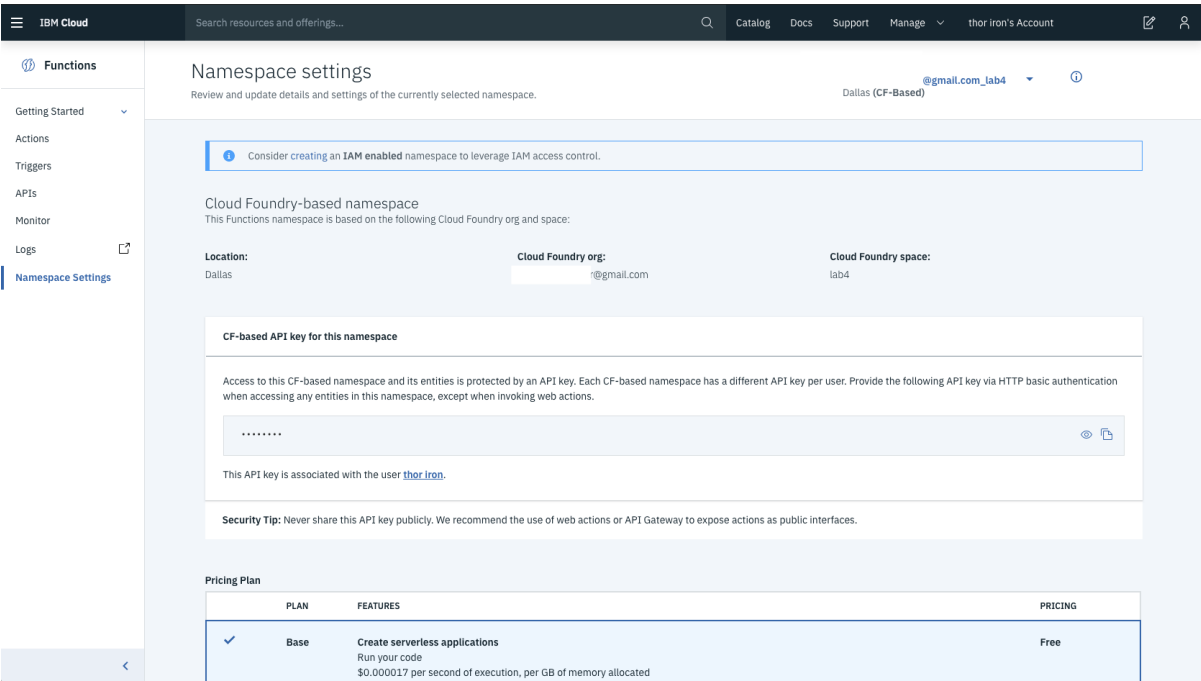 IBM Cloud
Search resources and offerings...
Catalog Docs Support Manage thor iron's Account
Functions
Getting Started
Actions
Triggers
APIs
Monitor
Logs
Namespace Settings
Namespace settings
Review and update details and settings of the currently selected namespace.
@gmail.com_lab4
Dallas (CF-Based)
Consider creating an IAM enabled namespace to leverage IAM access control.
Cloud Foundry-based namespace
This Functions namespace is based on the following Cloud Foundry org and space:
Location: Cloud Foundry org: Cloud Foundry space:
Dallas r@gmail.com lab4
CF-based API key for this namespace
Access to this CF-based namespace and its entities is protected by an API key. Each CF-based namespace has a different API key per user. Provide the following API key via HTTP basic authentication
when accessing any entities in this namespace, except when invoking web actions.
••••••••
This API key is associated with the user thor iron.
Security Tip: Never share this API key publicly. We recommend the use of web actions or API Gateway to expose actions as public interfaces.
Pricing Plan
PLAN FEATURES PRICING
Base Create serverless applications Free
Run your code
$0.000017 per second of execution, per GB of memory allocated